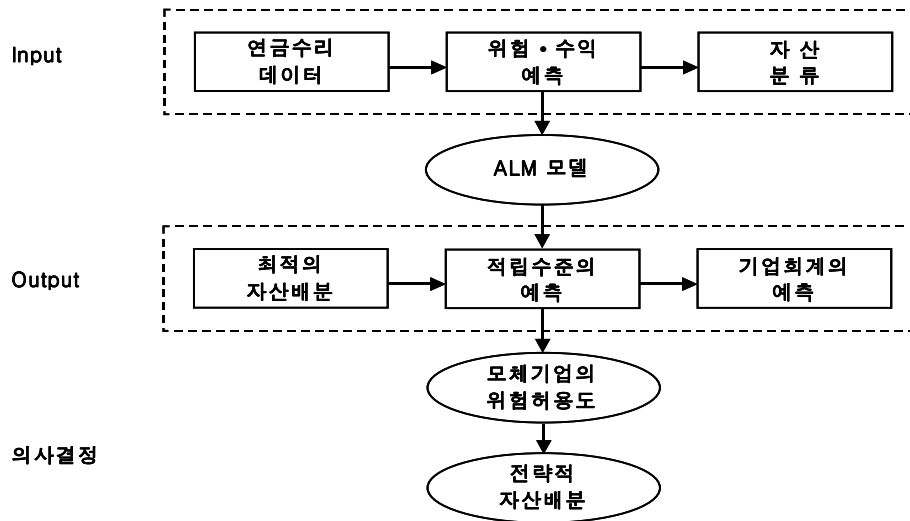 Input
연금수리
데이터
위험 • 수익
예측
자 산
분 류
ALM 모델
Output
최적의
자산배분
적립수준의
예측
기업회계의
예측
모체기업의
위험허용도
의사결정
전략적
자산배분